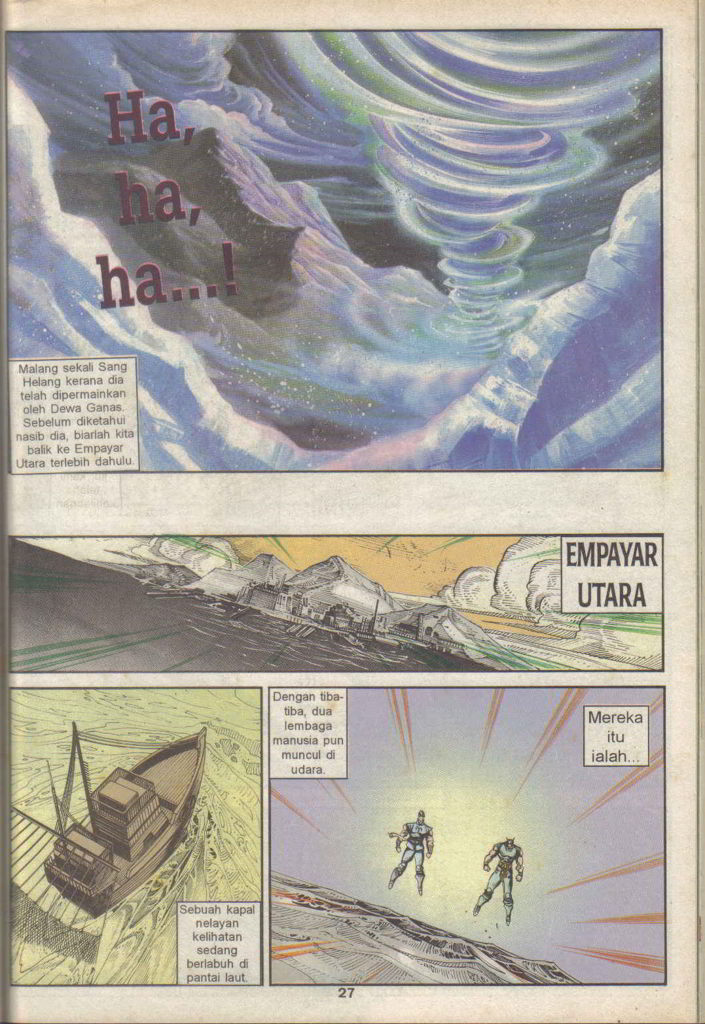 Ha,
ha,
ha...!
Malang sekali Sang
Helang kerana dia
telah dipermainkan
oleh Dewa Ganas.
Sebelum diketahui
nasib dia, biarlah kita
balik ke Empayar
Utara terlebih dahulu.
EMPAYAR
UTARA
Sebuah kapal
nelayan
kelihatan
sedang
berlabuh di
pantai laut.
Dengan tiba-
tiba, dua
lembaga
manusia pun
muncul di
udara.
Mereka
itu
ialah...
27